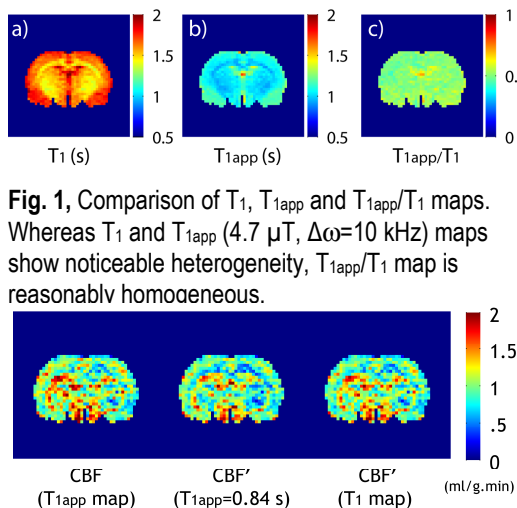 a) b) c)
2 2 1
1.5 1.5 0.
1 1
0.5 0.5 0
T1 (s) T1app (s) T1app/T1
Fig. 1, Comparison of T1, T1app and T1app/T1 maps.
Whereas T1 and T1app (4.7 μT, Δω=10 kHz) maps
show noticeable heterogeneity, T1app/T1 map is
reasonably homogeneous.
2
1.5
1
.5
0
CBF CBF' CBF'
(ml/g.min)
(T1app map) (T1app=0.84 s) (T1 map)